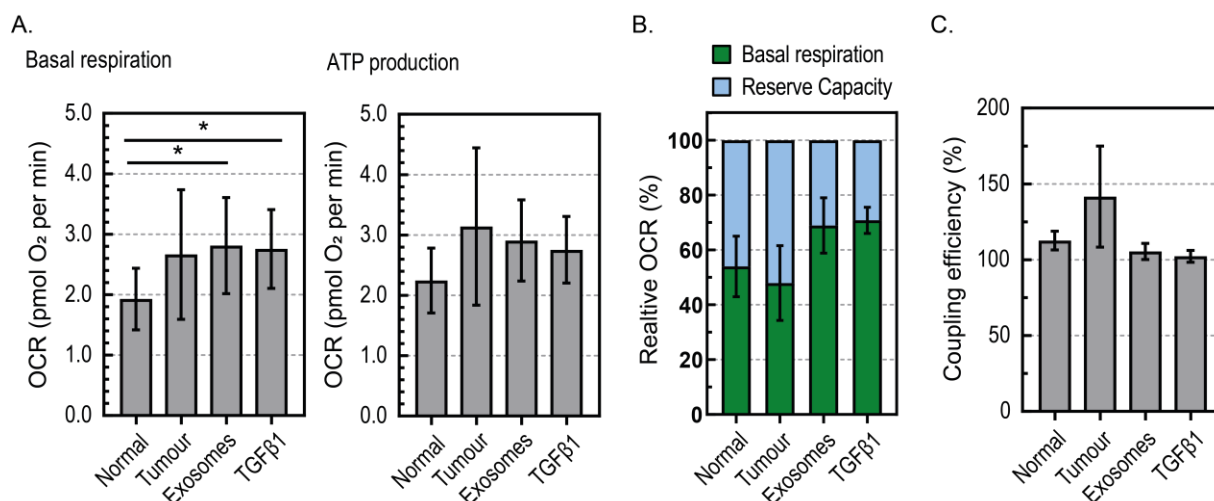 A.
Basal respiration
ATP production
OCR (pmol O₂ per min)
5.0
4.0
3.0
2.0
1.0
0.0
*
*
Normal
Tumour
Exosomes
TGFβ1
OCR (pmol O₂ per min)
5.0
4.0
3.0
2.0
1.0
0.0
Normal
Tumour
Exosomes
TGFβ1
B.
Basal respiration
Reserve Capacity
Realtive OCR (%)
100
80
60
40
20
0
Normal
Tumour
Exosomes
TGFβ1
C.
Coupling efficiency (%)
200
150
100
50
0
Normal
Tumour
Exosomes
TGFβ1